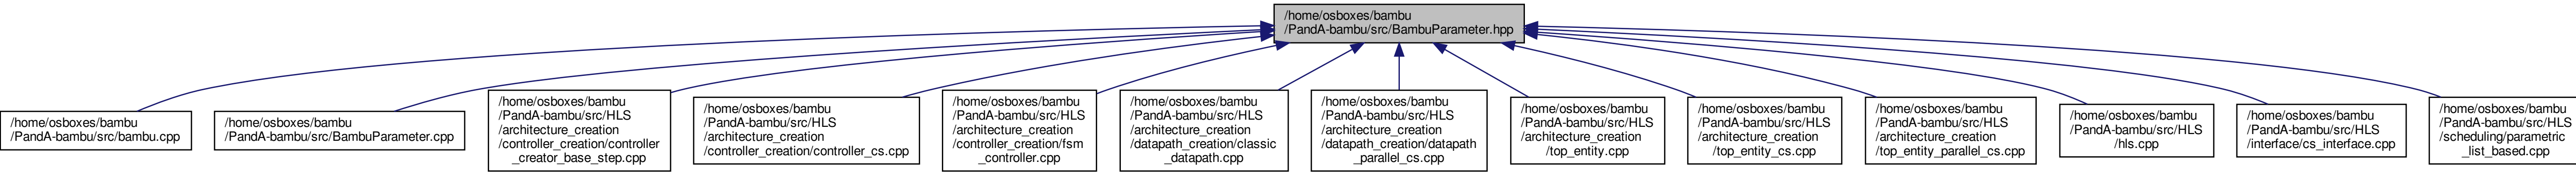 /home/osboxes/bambu
/PandA-bambu/src/BambuParameter.hpp
/home/osboxes/bambu
/PandA-bambu/src/bambu.cpp
/home/osboxes/bambu
/PandA-bambu/src/BambuParameter.cpp
/home/osboxes/bambu
/PandA-bambu/src/HLS
/architecture_creation
/controller_creation/controller
_creator_base_step.cpp
/home/osboxes/bambu
/PandA-bambu/src/HLS
/architecture_creation
/controller_creation/controller_cs.cpp
/home/osboxes/bambu
/PandA-bambu/src/HLS
/architecture_creation
/controller_creation/fsm
_controller.cpp
/home/osboxes/bambu
/PandA-bambu/src/HLS
/architecture_creation
/datapath_creation/classic
_datapath.cpp
/home/osboxes/bambu
/PandA-bambu/src/HLS
/architecture_creation
/datapath_creation/datapath
_parallel_cs.cpp
/home/osboxes/bambu
/PandA-bambu/src/HLS
/architecture_creation
/top_entity.cpp
/home/osboxes/bambu
/PandA-bambu/src/HLS
/architecture_creation
/top_entity_cs.cpp
/home/osboxes/bambu
/PandA-bambu/src/HLS
/architecture_creation
/top_entity_parallel_cs.cpp
/home/osboxes/bambu
/PandA-bambu/src/HLS
/hls.cpp
/home/osboxes/bambu
/PandA-bambu/src/HLS
/interface/cs_interface.cpp
/home/osboxes/bambu
/PandA-bambu/src/HLS
/scheduling/parametric
_list_based.cpp